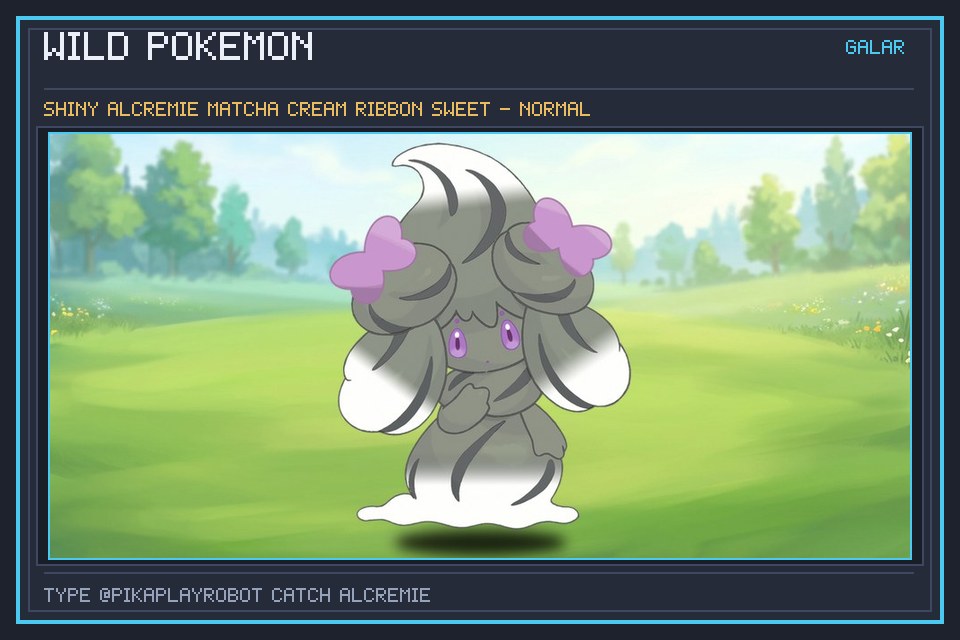 WILD POKEMON
GALAR
SHINY ALCREMIE MATCHA CREAM RIBBON SWEET - NORMAL
TYPE @PIKAPLAYROBOT CATCH ALCREMIE